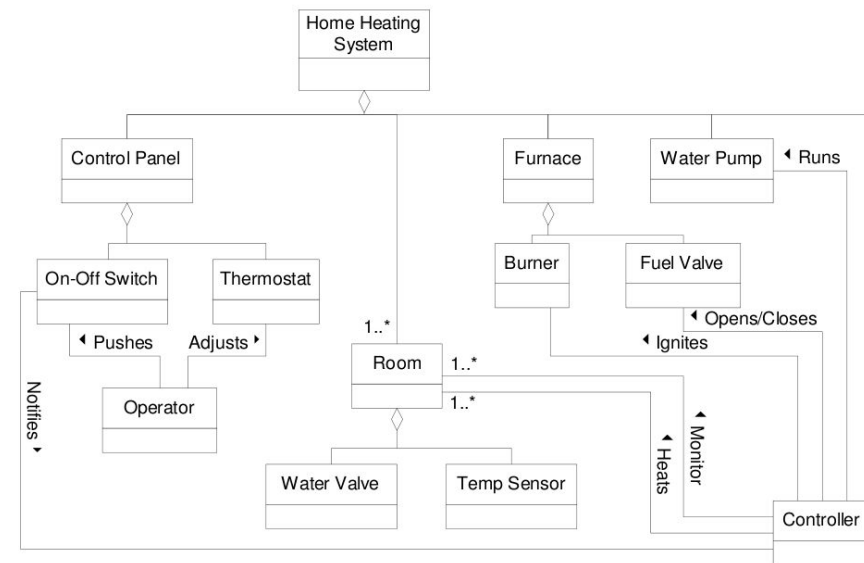 Home Heating
System
Control Panel
Furnace
Water Pump
Runs
On-Off Switch
Thermostat
Burner
Fuel Valve
Opens/Closes
Pushes
Adjusts
1..*
Ignites
Room
1..*
1..*
Operator
Notifies
Monitor
Heats
Water Valve
Temp Sensor
Controller